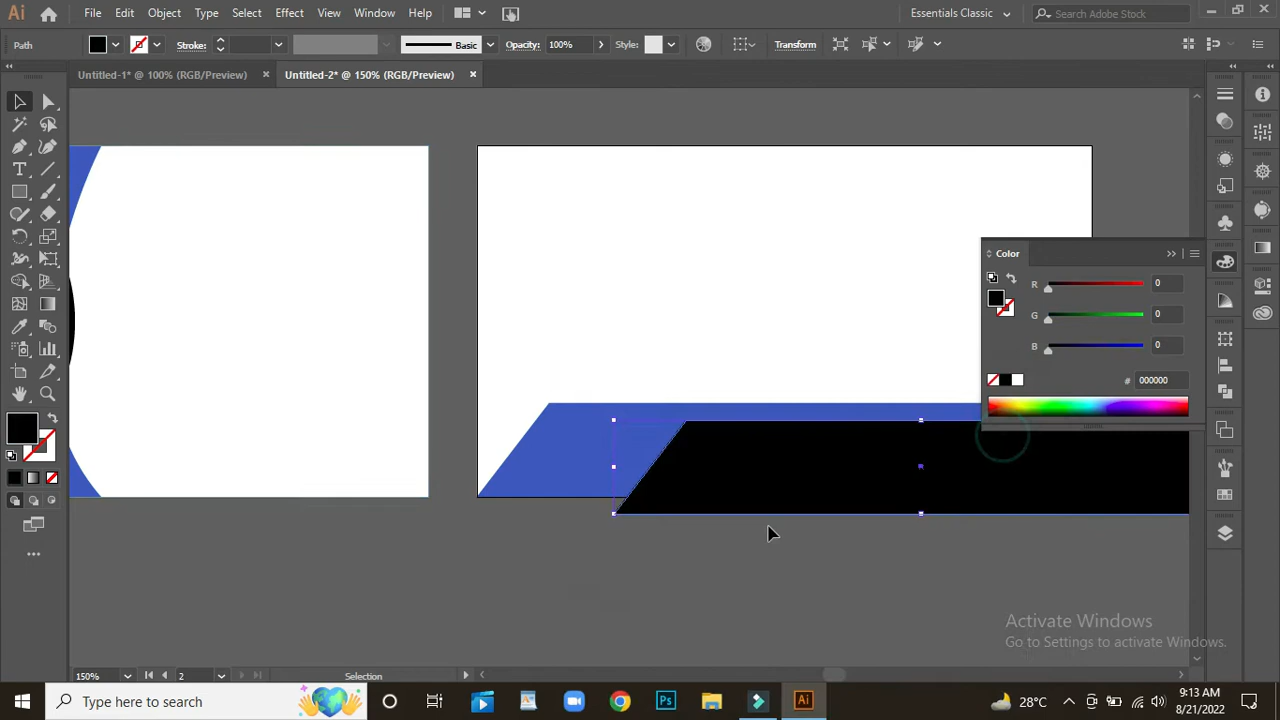 Ai File Edit Object Type Select Effect View Window Help Essentials Classic Search Adobe Stock
Path Stroke: Basic Opacity: 100% Style: Transform
Untitled-1* @ 100% (RGB/Preview) × Untitled-2* @ 150% (RGB/Preview) ×
Color
R 0
G 0
B 0
# 000000
Activate Windows
Go to Settings to activate Windows.
150% 2 Selection
Type here to search Ps Ai 28°C 9:13 AM
8/21/2022